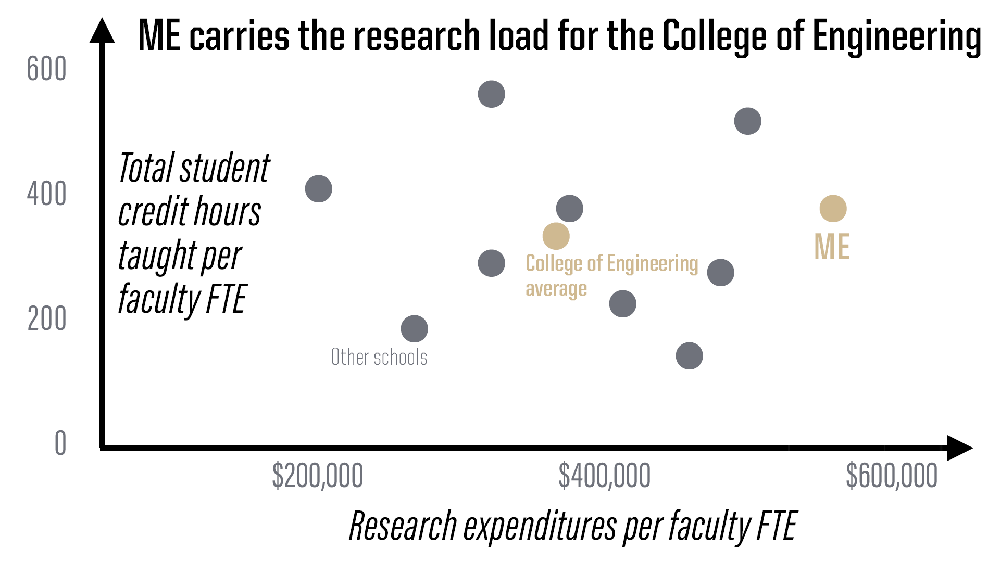 ME carries the research load for the College of Engineering
600
400
200
0
Total student
credit hours
taught per
faculty FTE
ME
College of Engineering
average
Other schools
$200,000
$400,000
$600,000
Research expenditures per faculty FTE